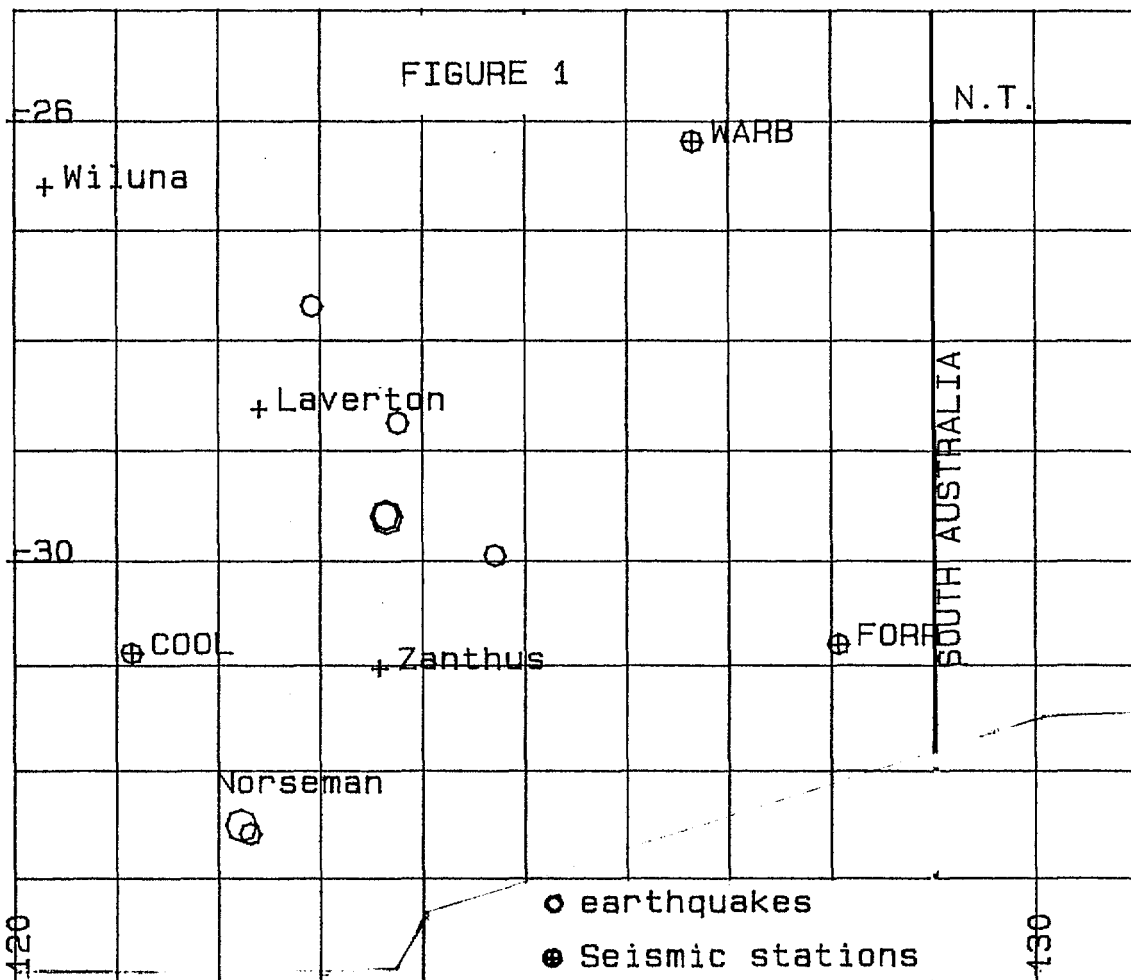 FIGURE 1
-26
N.T.
WARB
Wiluna
Laverton
SOUTH AUSTRALIA
-30
COOL
Zanthus
FORR
Norseman
earthquakes
Seismic stations
120
130